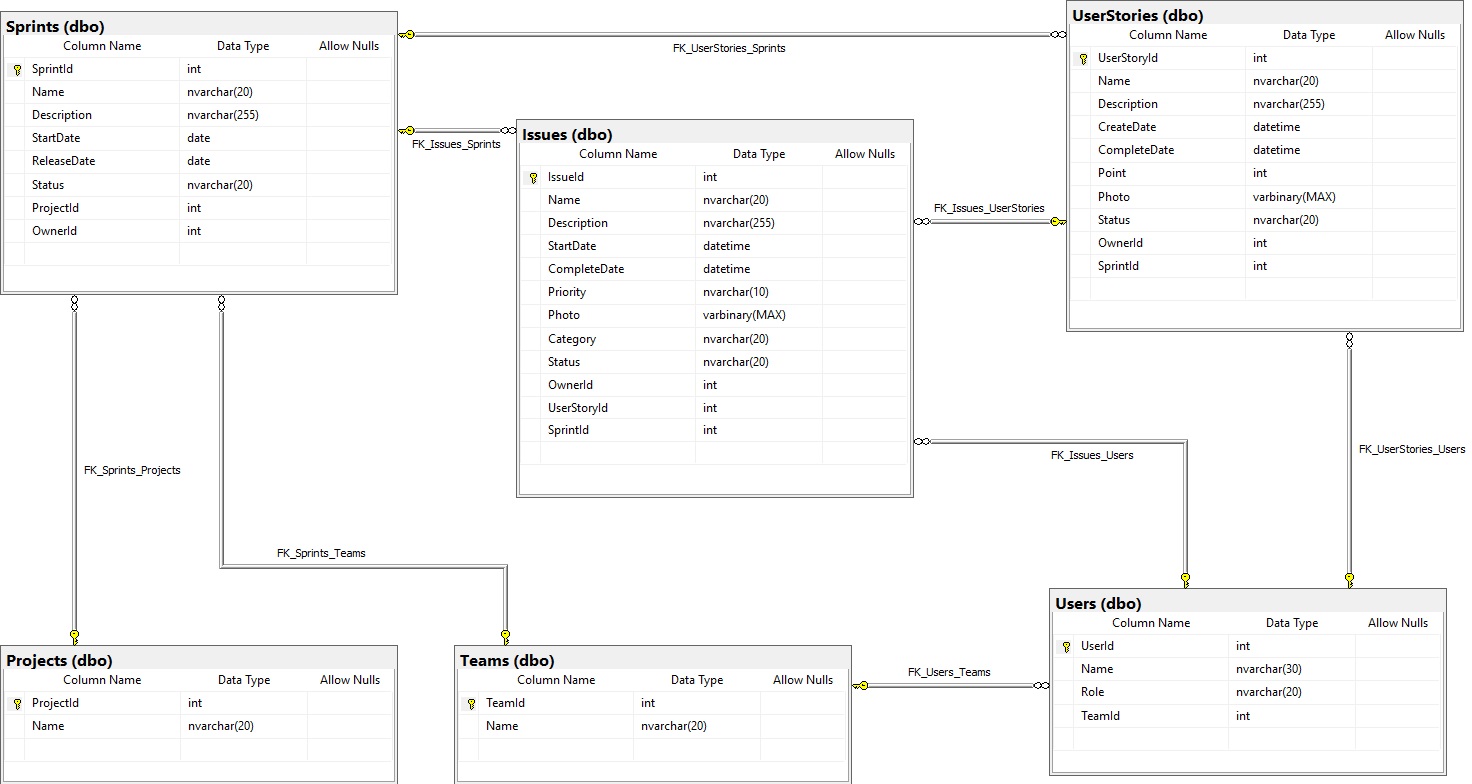 Sprints (dbo)
Column Name Data Type Allow Nulls
SprintId int
Name nvarchar(20)
Description nvarchar(255)
StartDate date
ReleaseDate date
Status nvarchar(20)
ProjectId int
OwnerId int
FK_UserStories_Sprints
UserStories (dbo)
Column Name Data Type Allow Nulls
UserStoryId int
Name nvarchar(20)
Description nvarchar(255)
CreateDate datetime
CompleteDate datetime
Point int
Photo varbinary(MAX)
Status nvarchar(20)
OwnerId int
SprintId int
FK_Issues_Sprints
Issues (dbo)
Column Name Data Type Allow Nulls
IssueId int
Name nvarchar(20)
Description nvarchar(255)
StartDate datetime
CompleteDate datetime
Priority nvarchar(10)
Photo varbinary(MAX)
Category nvarchar(20)
Status nvarchar(20)
OwnerId int
UserStoryId int
SprintId int
FK_Issues_UserStories
FK_Issues_Users
FK_UserStories_Users
FK_Sprints_Projects
FK_Sprints_Teams
Projects (dbo)
Column Name Data Type Allow Nulls
ProjectId int
Name nvarchar(20)
Teams (dbo)
Column Name Data Type Allow Nulls
TeamId int
Name nvarchar(20)
FK_Users_Teams
Users (dbo)
Column Name Data Type Allow Nulls
UserId int
Name nvarchar(30)
Role nvarchar(20)
TeamId int